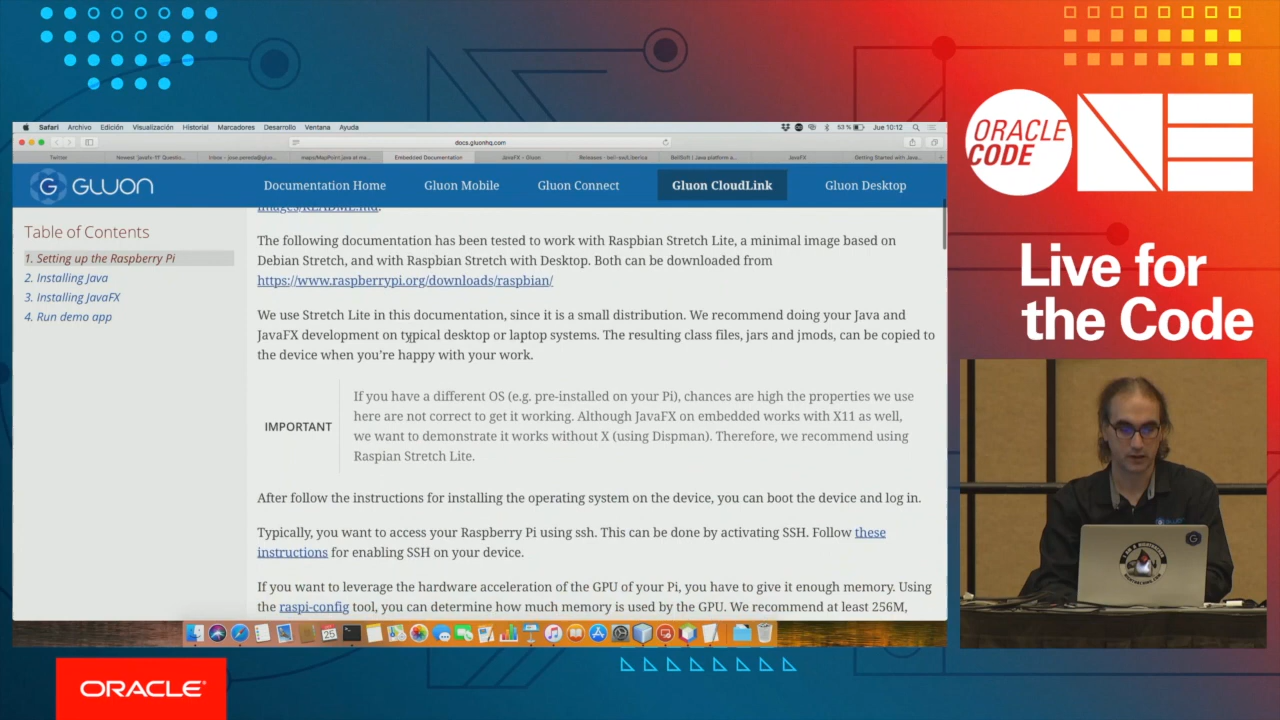 Safari Archivo Edición Visualización Historial Marcadores Desarrollo Ventana Ayuda
53 % Jue 10:12
docs.gluonhq.com
Twitter
Embedded Documentation
JavaFX - Gluon
JavaFX
GLUON
Documentation Home
Gluon Mobile
Gluon Connect
Gluon CloudLink
Gluon Desktop
Table of Contents
1. Setting up the Raspberry Pi
2. Installing Java
3. Installing JavaFX
4. Run demo app
images/README.md.
The following documentation has been tested to work with Raspbian Stretch Lite, a minimal image based on
Debian Stretch, and with Raspbian Stretch with Desktop. Both can be downloaded from
https://www.raspberrypi.org/downloads/raspbian/
We use Stretch Lite in this documentation, since it is a small distribution. We recommend doing your Java and
JavaFX development on typical desktop or laptop systems. The resulting class files, jars and jmods, can be copied to
the device when you're happy with your work.
IMPORTANT
If you have a different OS (e.g. pre-installed on your Pi), chances are high the properties we use
here are not correct to get it working. Although JavaFX on embedded works with X11 as well,
we want to demonstrate it works without X (using Dispman). Therefore, we recommend using
Raspian Stretch Lite.
After follow the instructions for installing the operating system on the device, you can boot the device and log in.
Typically, you want to access your Raspberry Pi using ssh. This can be done by activating SSH. Follow these
instructions for enabling SSH on your device.
If you want to leverage the hardware acceleration of the GPU of your Pi, you have to give it enough memory. Using
the raspi-config tool, you can determine how much memory is used by the GPU. We recommend at least 256M,
25
ORACLE
CODE
ONE
Live for
the Code
ORACLE